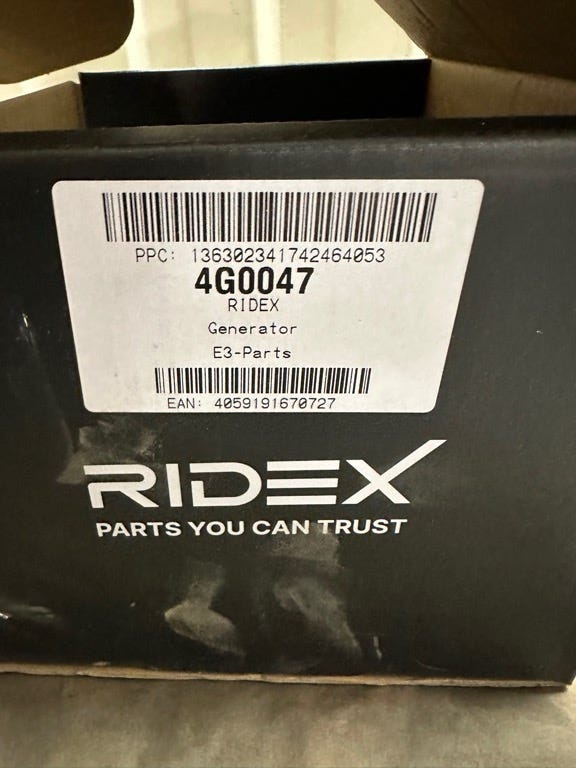 PPC: 136302341742464053
4G0047
RIDEX
Generator
E3-Parts
EAN: 4059191670727
RIDEX
PARTS YOU CAN TRUST